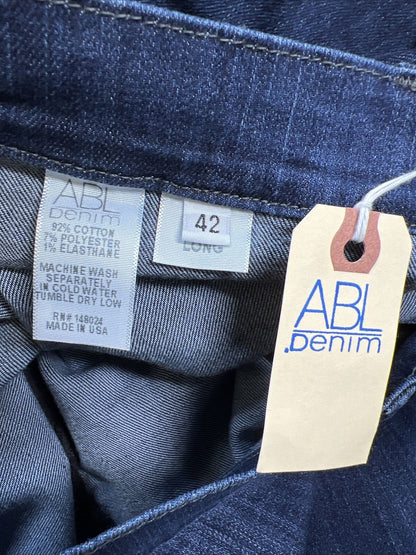 ABL
Denim
92% COTTON
7% POLYESTER
1% ELASTHANE
MACHINE WASH
SEPARATELY
IN COLD WATER
TUMBLE DRY LOW
RN# 148024
MADE IN USA
42
LONG
ABL
.Denim